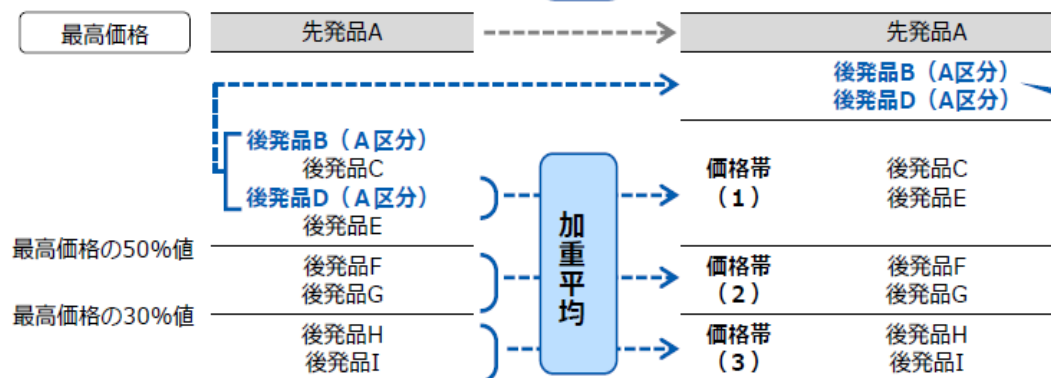 最高価格
先発品A
先発品A
後発品B（A区分）
後発品D（A区分）
後発品B（A区分）
後発品C
後発品D（A区分）
後発品E
加重平均
価格帯
（1）
後発品C
後発品E
最高価格の50%値
後発品F
後発品G
価格帯
（2）
後発品F
後発品G
最高価格の30%値
後発品H
後発品I
価格帯
（3）
後発品H
後発品I